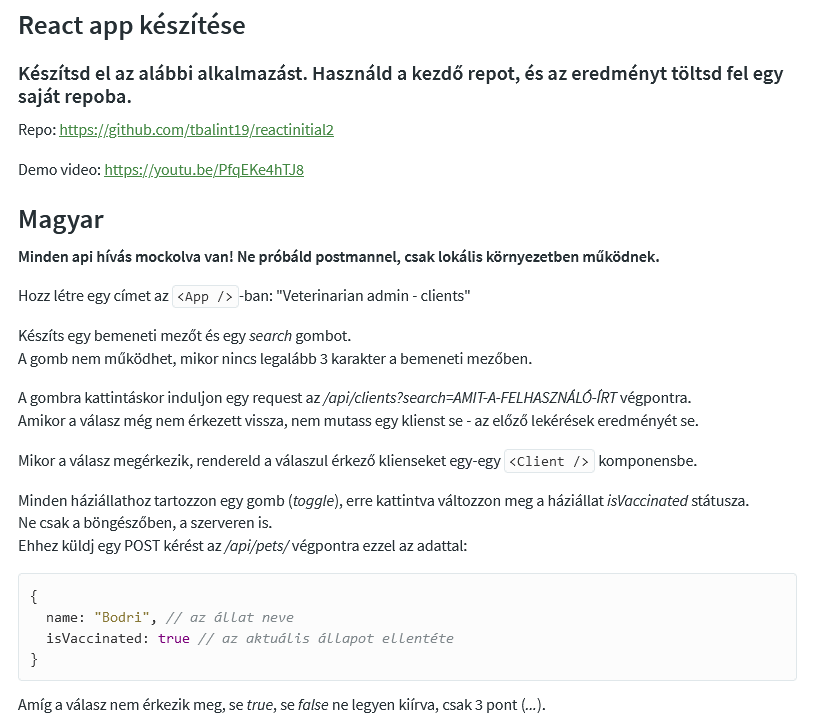 React app készítése
Készítsd el az alábbi alkalmazást. Használd a kezdő repot, és az eredményt töltsd fel egy
saját repoba.
Repo: https://github.com/tbalint19/reactinitial2
Demo video: https://youtu.be/PfqEKe4hTJ8
Magyar
Minden api hívás mockolva van! Ne próbáld postmannel, csak lokális környezetben működnek.
Hozz létre egy címet az <App />-ban: "Veterinarian admin - clients"
Készíts egy bemeneti mezőt és egy search gombot.
A gomb nem működhet, mikor nincs legalább 3 karakter a bemeneti mezőben.
A gombra kattintáskor induljon egy request az /api/clients?search=AMIT-A-FELHASZNÁLÓ-ÍRT végpontra.
Amikor a válasz még nem érkezett vissza, nem mutass egy klienst se - az előző lekérések eredményét se.
Mikor a válasz megérkezik, rendereld a válaszul érkező klienseket egy-egy <Client /> komponensbe.
Minden háziállathoz tartozzon egy gomb (toggle), erre kattintva változzon meg a háziállat isVaccinated státusza.
Ne csak a böngészőben, a szerveren is.
Ehhez küldj egy POST kérést az /api/pets/ végpontra ezzel az adattal:
{
name: "Bodri", // az állat neve
isVaccinated: true // az aktuális állapot ellentéte
}
Amíg a válasz nem érkezik meg, se true, se false ne legyen kiírva, csak 3 pont (...).